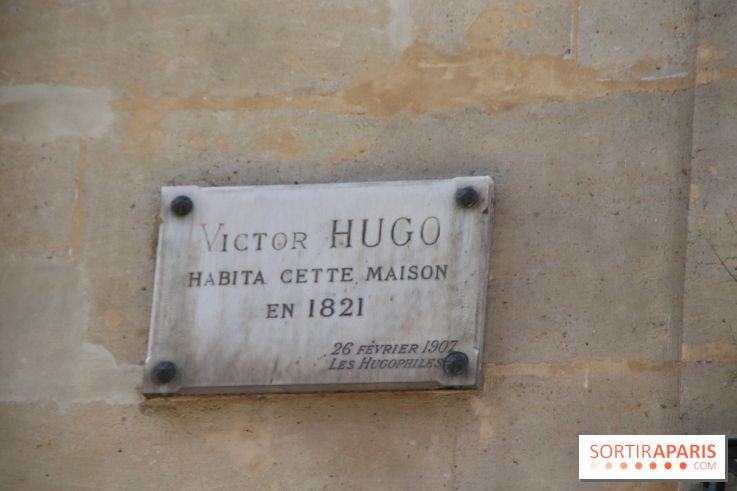 VICTOR HUGO
HABITA CETTE MAISON
EN 1821
26 FÉVRIER 1907
LES HUGOPHILES
SORTIRAPARIS
.COM